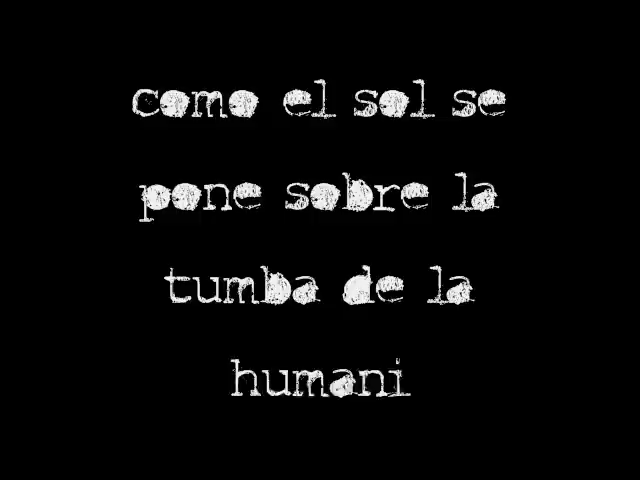 como el sol se
pone sobre la
tumba de la
humani